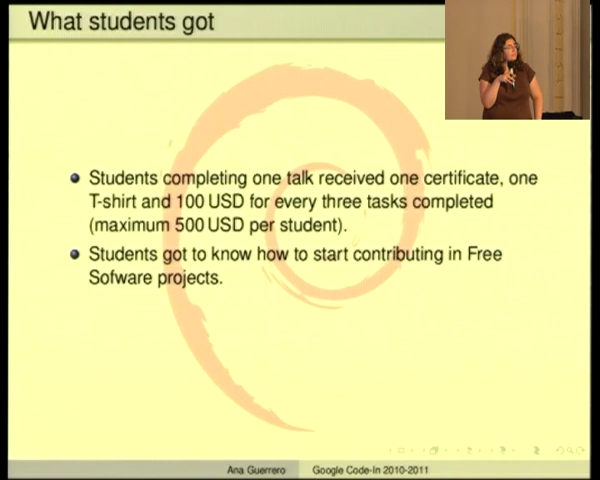 What students got
Students completing one talk received one certificate, one
T-shirt and 100 USD for every three tasks completed
(maximum 500 USD per student).
Students got to know how to start contributing in Free
Sofware projects.
Ana Guerrero Google Code-In 2010-2011